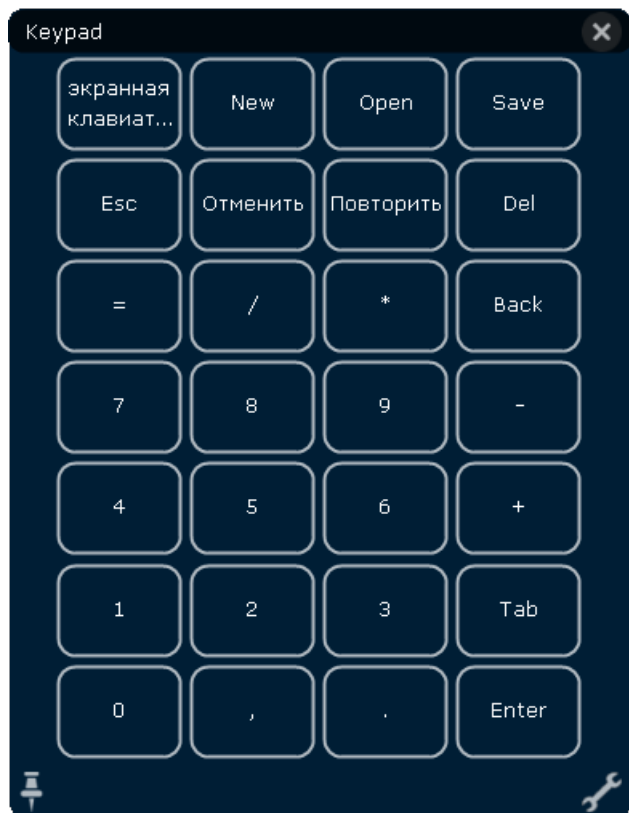 Keypad
экранная
клавиат...
New
Open
Save
Esc
Отменить
Повторить
Del
=
/
*
Back
7
8
9
-
4
5
6
+
1
2
3
Tab
0
,
.
Enter